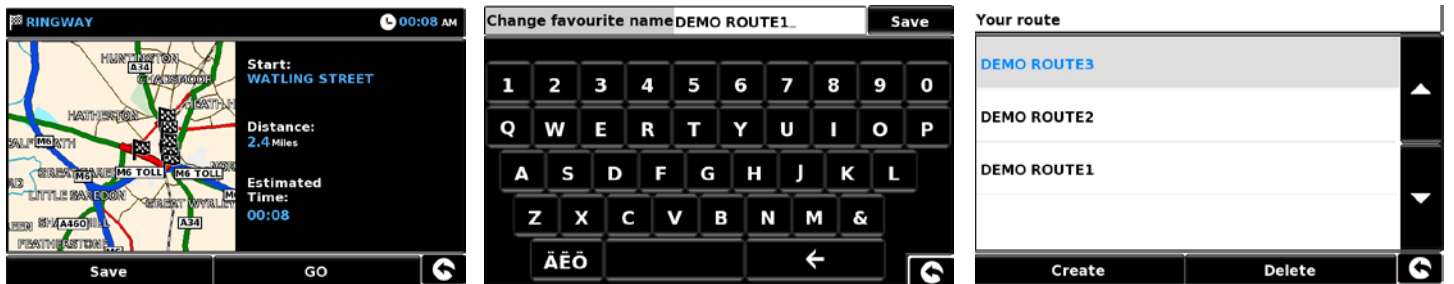 RINGWAY
00:08 AM
HUNTINGTON
A34
CHADSMOOR
HEATH H
HATHERTON
M6
M6
M6 TOLL
M6 TOLL
LITTLE SAREDON
GREAT WYRLEY
A460
A34
FEATHERSTONE
Start:
WATLING STREET
Distance:
2.4 Miles
Estimated
Time:
00:08
Save
GO
Change favourite name DEMO ROUTE1_
Save
1 2 3 4 5 6 7 8 9 0
Q W E R T Y U I O P
A S D F G H J K L
Z X C V B N M &
ÄËÖ
Your route
DEMO ROUTE3
DEMO ROUTE2
DEMO ROUTE1
Create
Delete